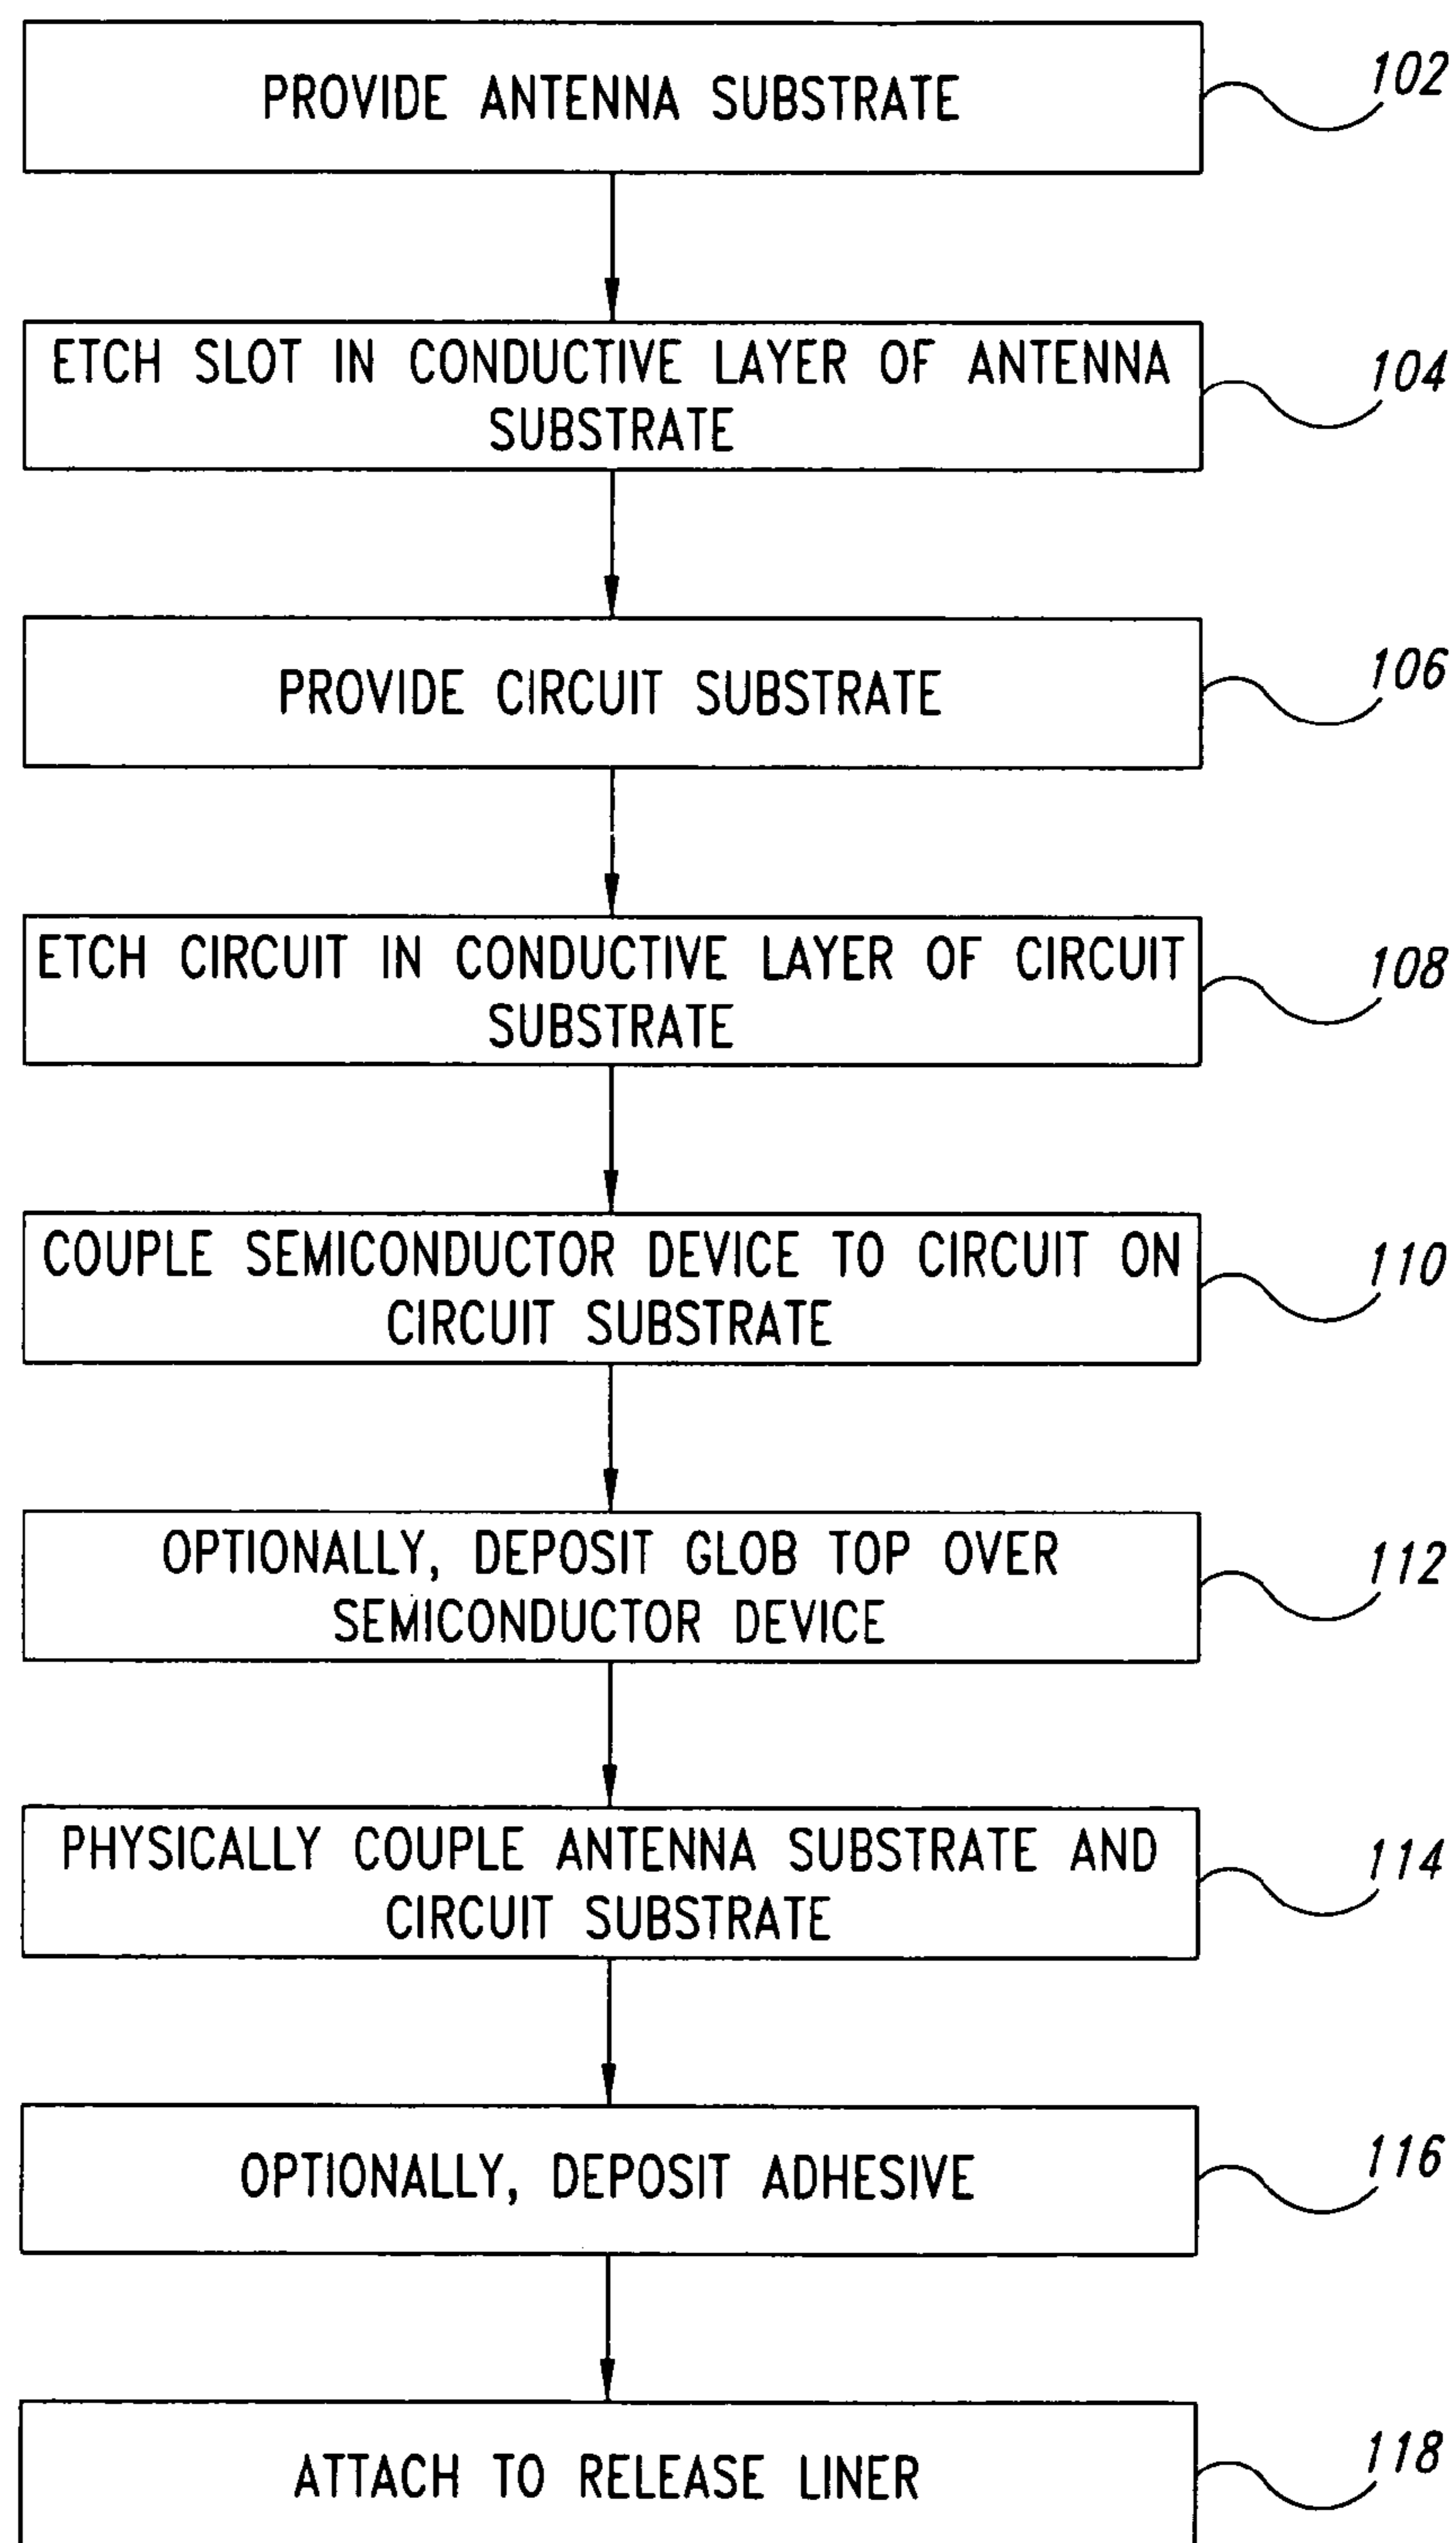 PROVIDE ANTENNA SUBSTRATE
102
ETCH SLOT IN CONDUCTIVE LAYER OF ANTENNA
SUBSTRATE
104
PROVIDE CIRCUIT SUBSTRATE
106
ETCH CIRCUIT IN CONDUCTIVE LAYER OF CIRCUIT
SUBSTRATE
108
COUPLE SEMICONDUCTOR DEVICE TO CIRCUIT ON
CIRCUIT SUBSTRATE
110
OPTIONALLY, DEPOSIT GLOB TOP OVER
SEMICONDUCTOR DEVICE
112
PHYSICALLY COUPLE ANTENNA SUBSTRATE AND
CIRCUIT SUBSTRATE
114
OPTIONALLY, DEPOSIT ADHESIVE
116
ATTACH TO RELEASE LINER
118